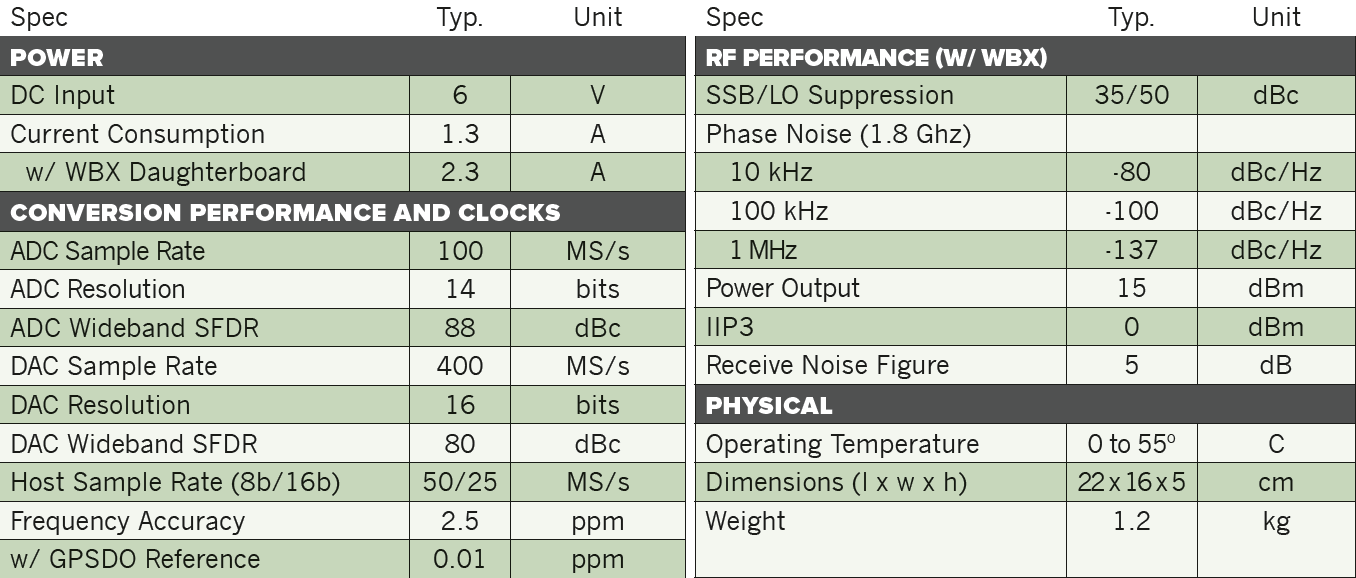 Spec Typ. Unit
POWER
DC Input 6 V
Current Consumption 1.3 A
w/ WBX Daughterboard 2.3 A
CONVERSION PERFORMANCE AND CLOCKS
ADC Sample Rate 100 MS/s
ADC Resolution 14 bits
ADC Wideband SFDR 88 dBc
DAC Sample Rate 400 MS/s
DAC Resolution 16 bits
DAC Wideband SFDR 80 dBc
Host Sample Rate (8b/16b) 50/25 MS/s
Frequency Accuracy 2.5 ppm
w/ GPSDO Reference 0.01 ppm
Spec Typ. Unit
RF PERFORMANCE (W/ WBX)
SSB/LO Suppression 35/50 dBc
Phase Noise (1.8 Ghz)
10 kHz -80 dBc/Hz
100 kHz -100 dBc/Hz
1 MHz -137 dBc/Hz
Power Output 15 dBm
IIP3 0 dBm
Receive Noise Figure 5 dB
PHYSICAL
Operating Temperature 0 to 55º C
Dimensions (l x w x h) 22 x 16 x 5 cm
Weight 1.2 kg